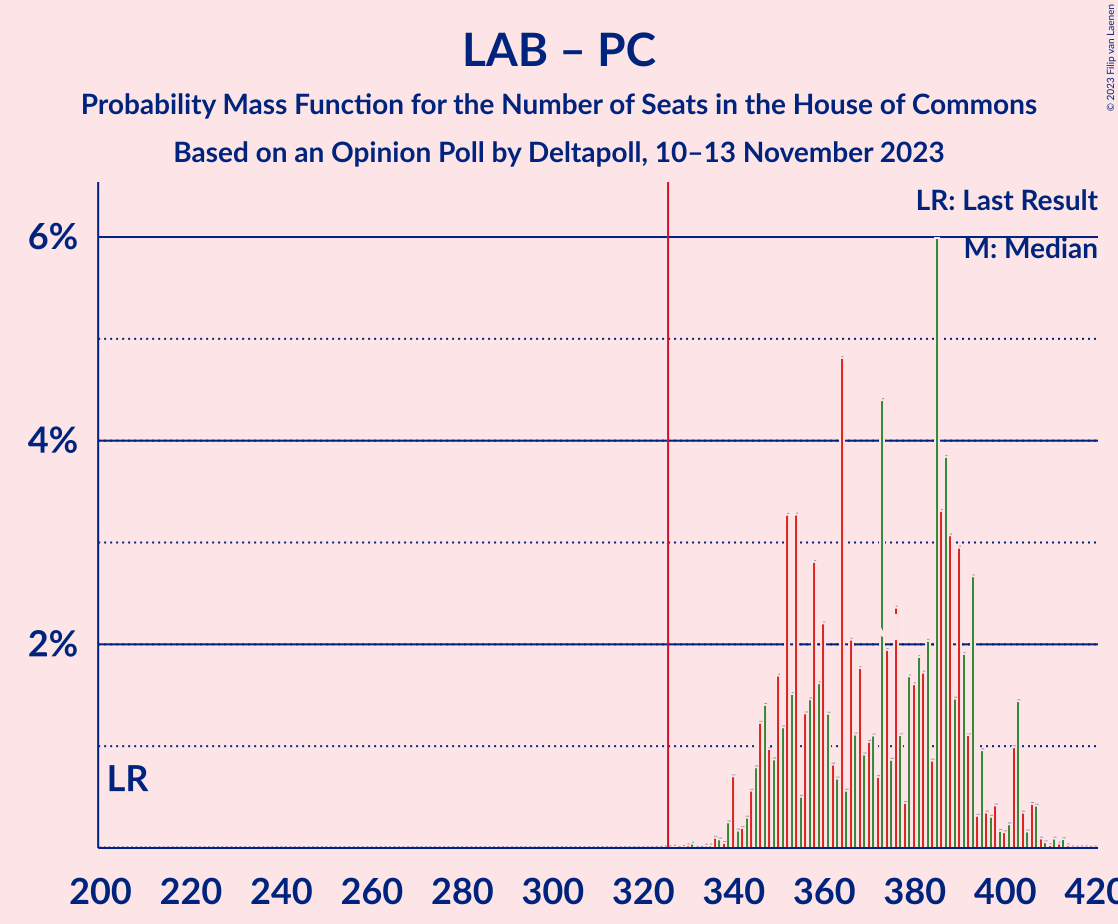 LAB – PC
Probability Mass Function for the Number of Seats in the House of Commons
Based on an Opinion Poll by Deltapoll, 10–13 November 2023
© 2023 Filip van Laenen
LR: Last Result
M: Median
6%
4%
2%
LR
200 220 240 260 280 300 320 340 360 380 400 420